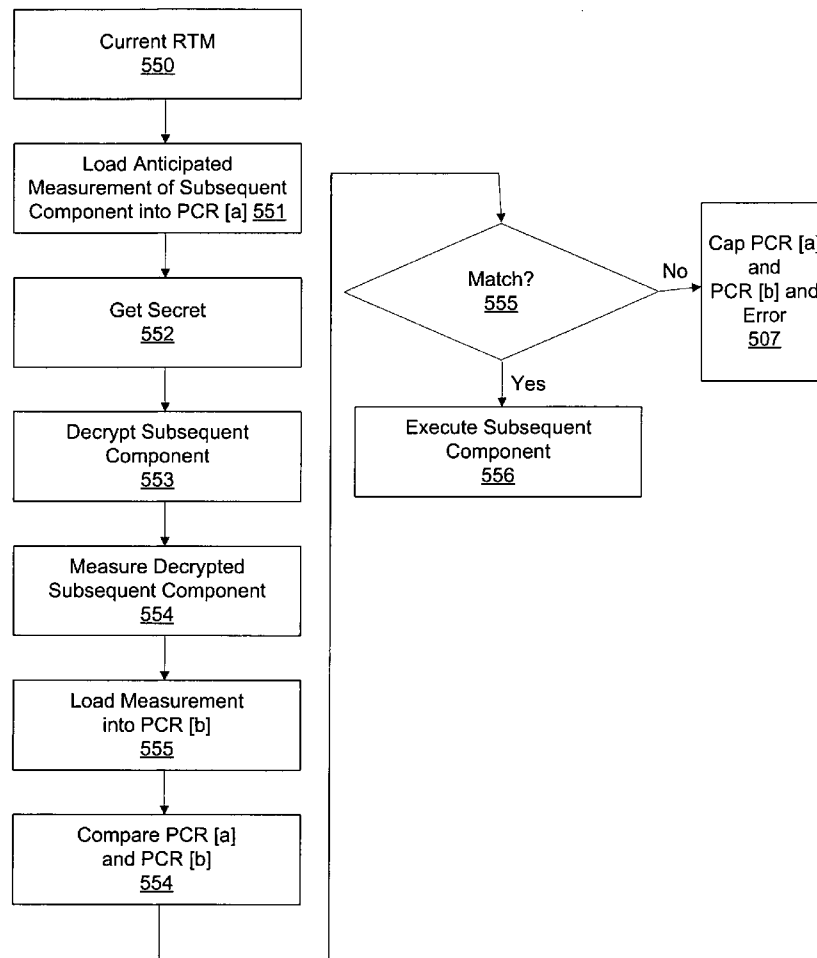 Current RTM
550
Load Anticipated
Measurement of Subsequent
Component into PCR [a] 551
Get Secret
552
Decrypt Subsequent
Component
553
Measure Decrypted
Subsequent Component
554
Load Measurement
into PCR [b]
555
Compare PCR [a]
and PCR [b]
554
Match?
555
No
Cap PCR [a]
and
PCR [b] and
Error
507
Yes
Execute Subsequent
Component
556